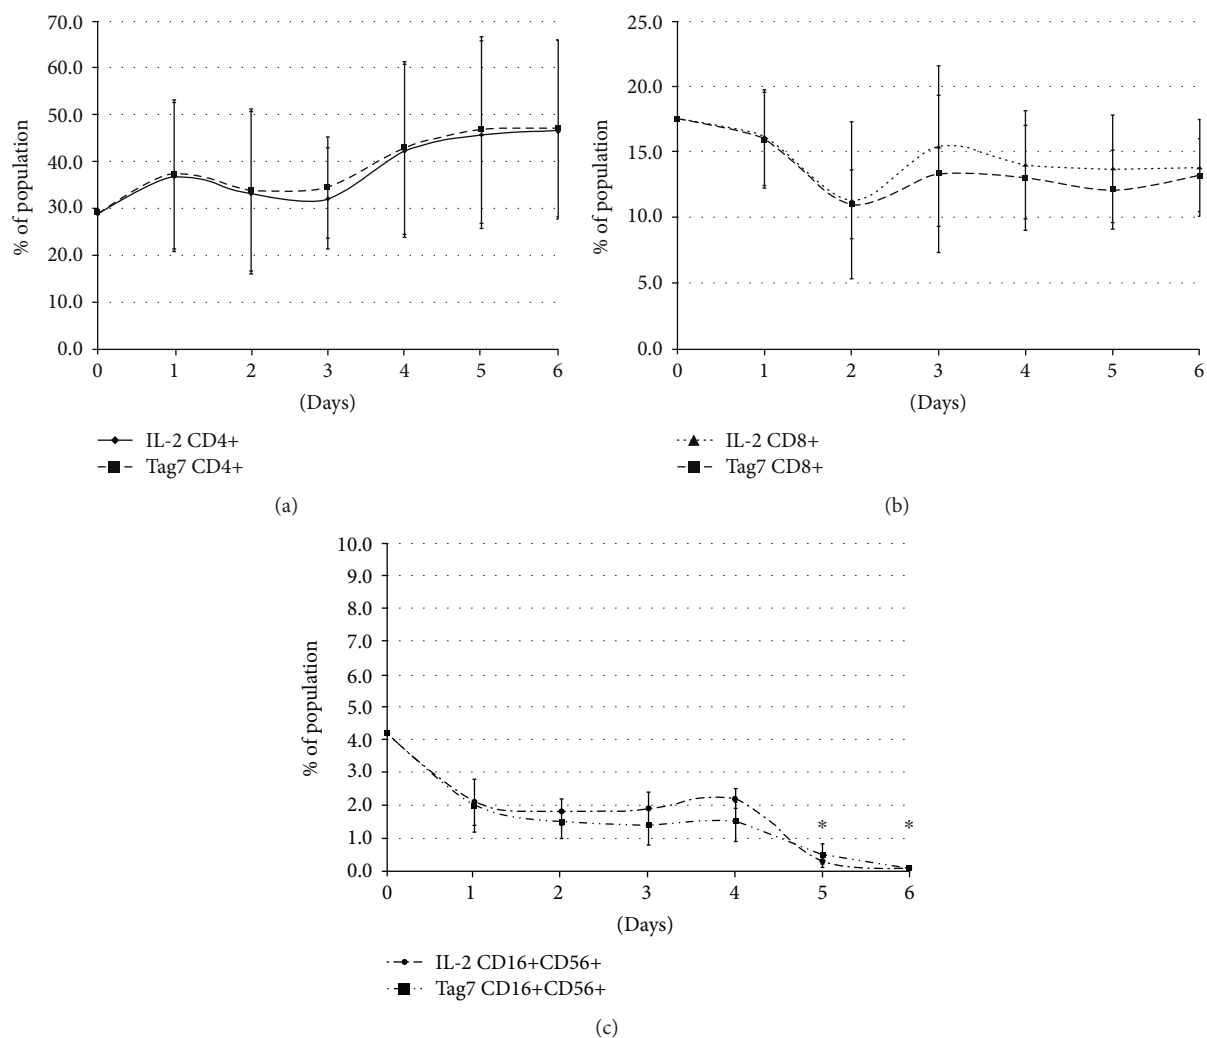 70.0
60.0
50.0
40.0
30.0
20.0
10.0
0.0
% of population
0 1 2 3 4 5 6
(Days)
IL-2 CD4+
Tag7 CD4+
(a)
25.0
20.0
15.0
10.0
5.0
0.0
% of population
0 1 2 3 4 5 6
(Days)
IL-2 CD8+
Tag7 CD8+
(b)
10.0
9.0
8.0
7.0
6.0
5.0
4.0
3.0
2.0
1.0
0.0
% of population
* *
0 1 2 3 4 5 6
(Days)
IL-2 CD16+CD56+
Tag7 CD16+CD56+
(c)